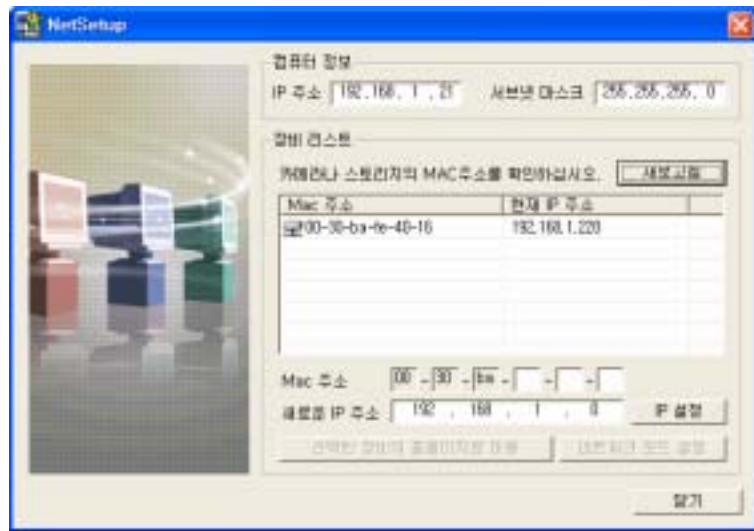 NetSetup
컴퓨터 정보
IP 주소 192.168. 1 .21 서브넷 마스크 255.255.255. 0
장비 리스트
카메라나 스토리지의 MAC주소를 확인하십시오. 새로고침
Mac 주소 현재 IP 주소
00-30-ba-fe-40-16 192.168.1.220
Mac 주소 00 - 30 - ba - - -
새로운 IP 주소 192 . 168 . 1 . 0 IP 설정
선택한 장비의 홈페이지로 이동 네트워크 모드 설정
닫기